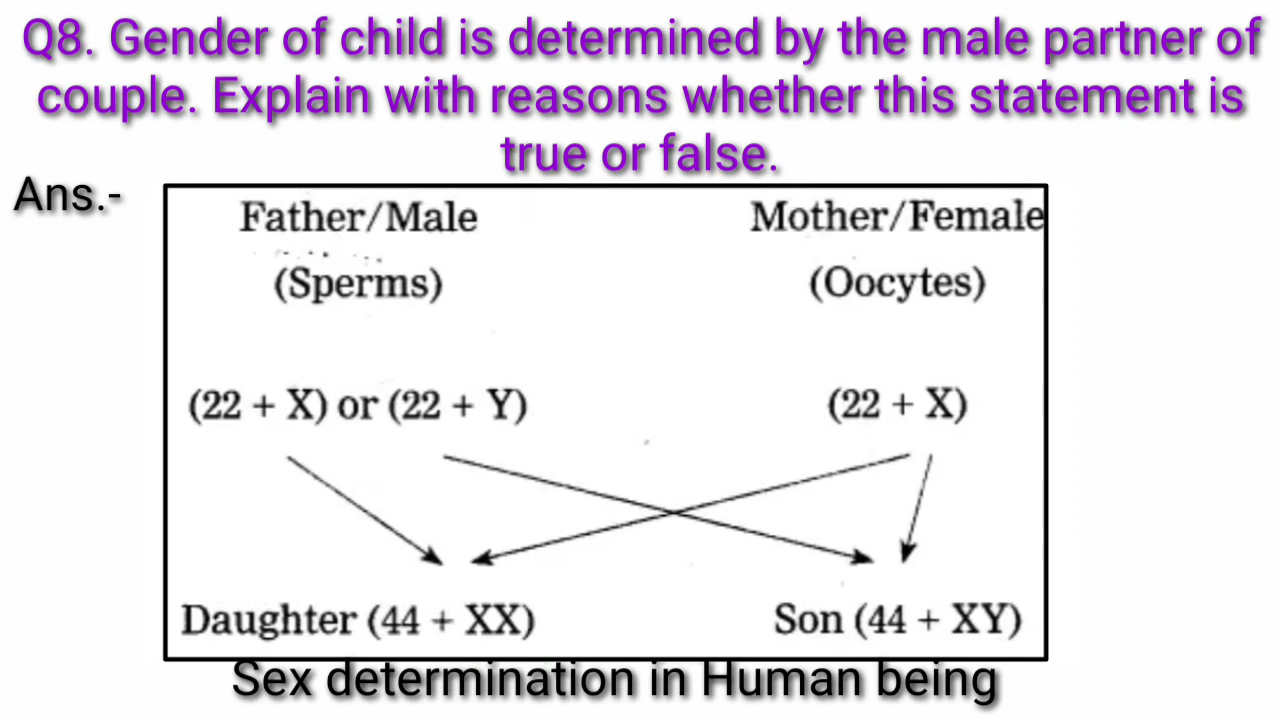 Q8. Gender of child is determined by the male partner of
couple. Explain with reasons whether this statement is
true or false.
Ans.-
Father/Male Mother/Female
(Sperms) (Oocytes)
(22 + X) or (22 + Y) (22 + X)
Daughter (44 + XX) Son (44 + XY)
Sex determination in Human being